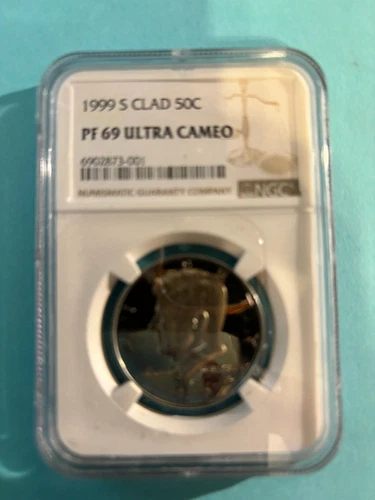 1999 S CLAD 50C
PF 69 ULTRA CAMEO
6902873-001
NUMISMATIC GUARANTY COMPANY
NGC